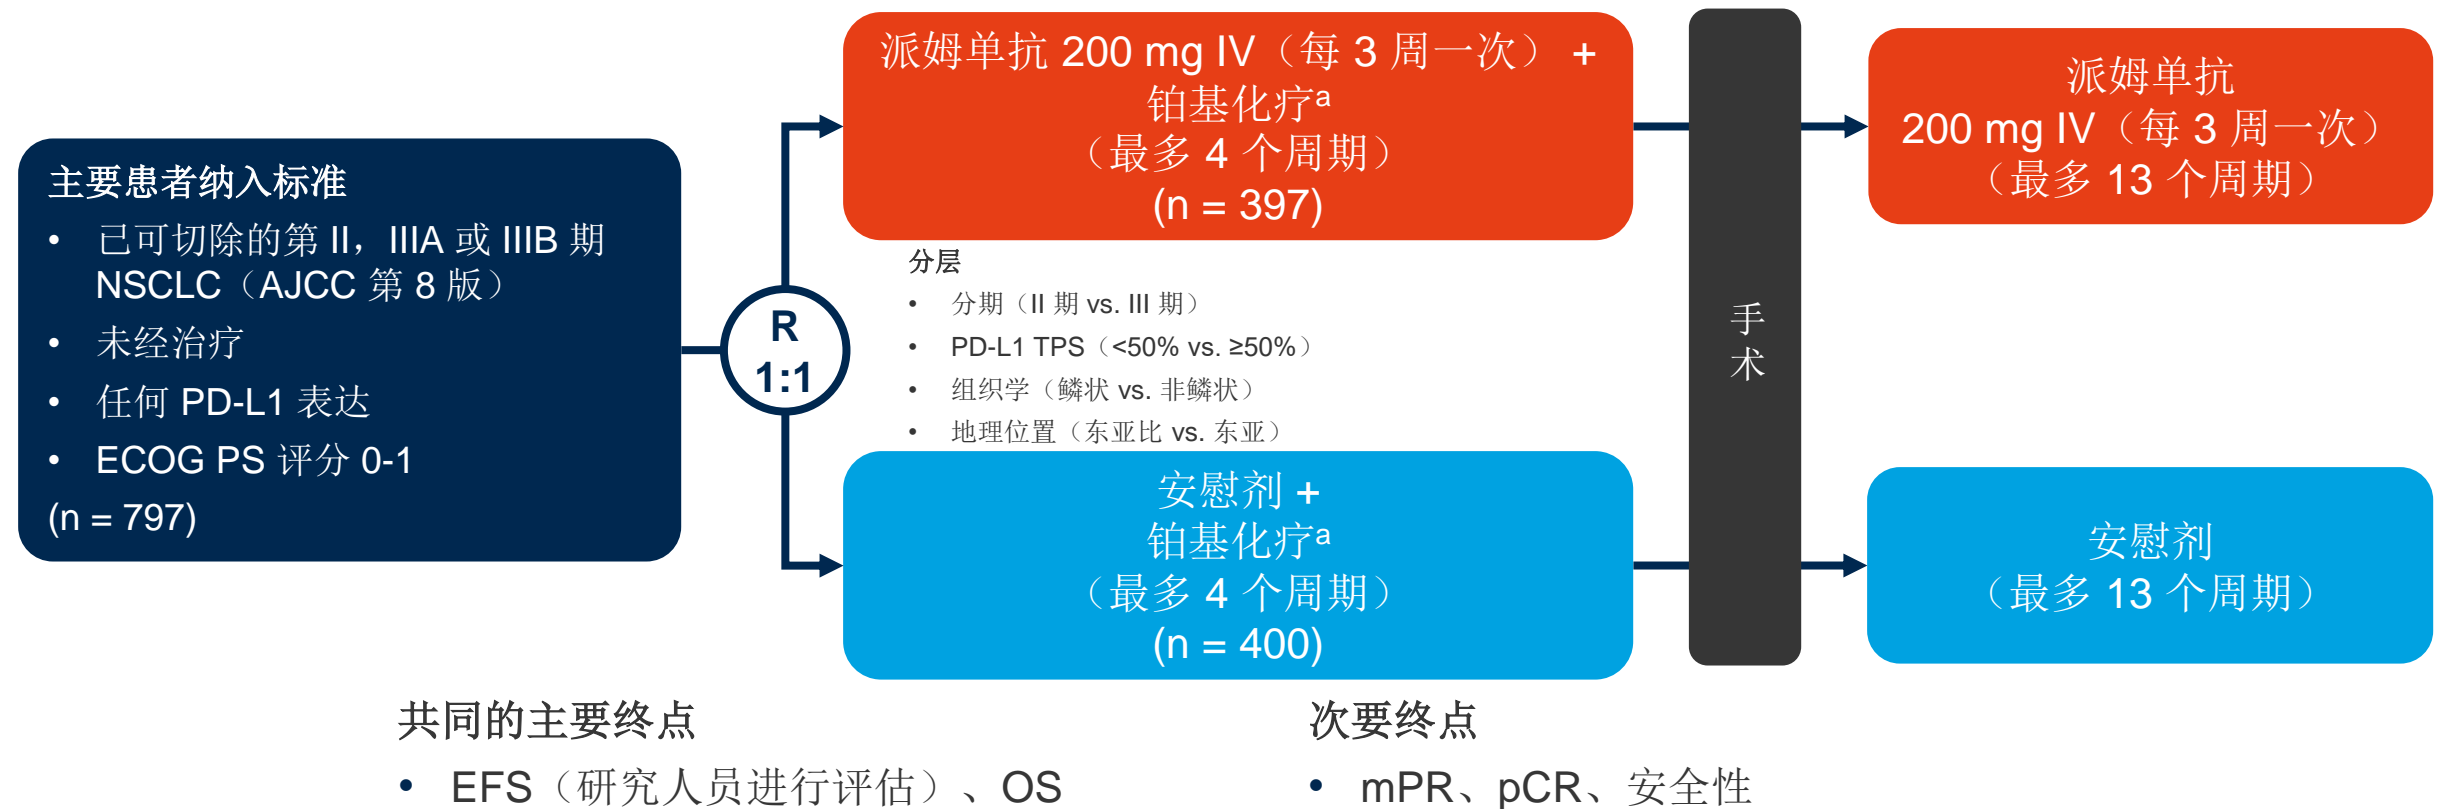 主要患者纳入标准
• 已可切除的第 II，IIIA 或 IIIB 期
NSCLC（AJCC 第 8 版）
• 未经治疗
• 任何 PD-L1 表达
• ECOG PS 评分 0-1
(n = 797)
R
1:1
派姆单抗 200 mg IV（每 3 周一次） +
铂基化疗a
（最多 4 个周期）
(n = 397)
分层
• 分期（II 期 vs. III 期）
• PD-L1 TPS（<50% vs. ≥50%）
• 组织学（鳞状 vs. 非鳞状）
• 地理位置（东亚比 vs. 东亚）
安慰剂 +
铂基化疗a
（最多 4 个周期）
(n = 400)
手
术
派姆单抗
200 mg IV（每 3 周一次）
（最多 13 个周期）
安慰剂
（最多 13 个周期）
共同的主要终点
• EFS（研究人员进行评估）、OS
次要终点
• mPR、pCR、安全性